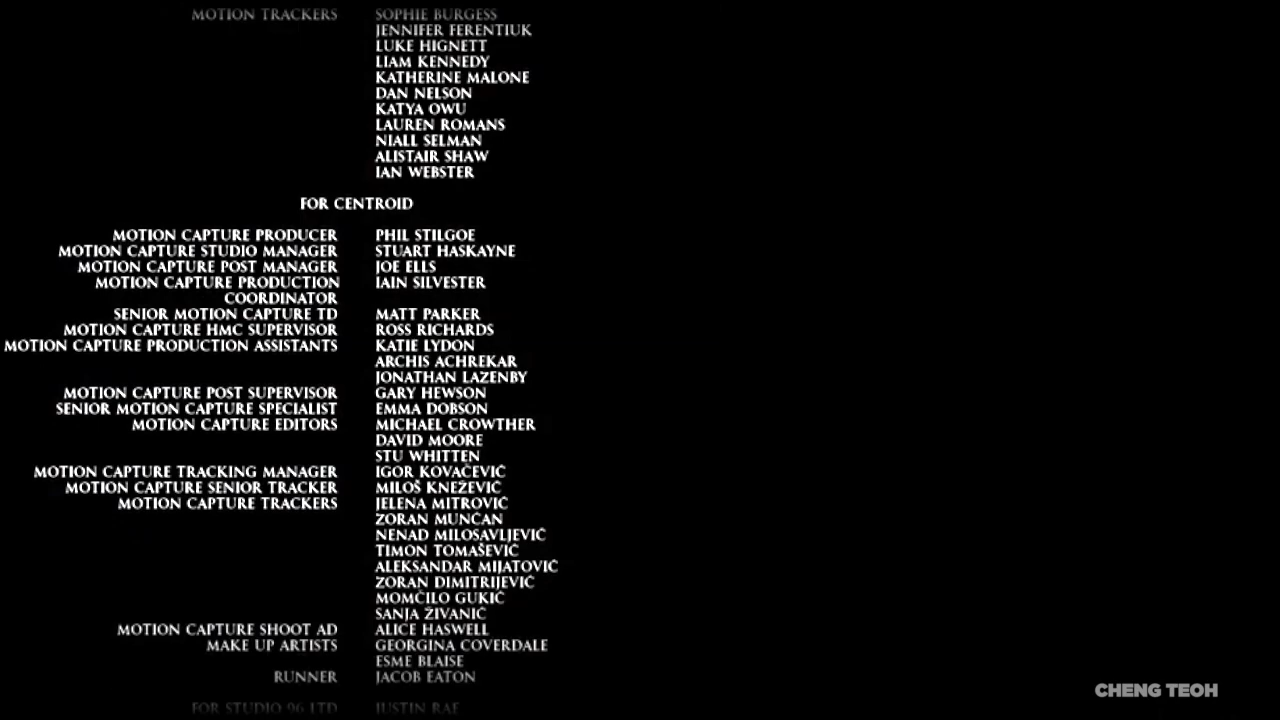 MOTION TRACKERS SOPHIE BURGESS
JENNIFER FERENTIUK
LUKE HIGNETT
LIAM KENNEDY
KATHERINE MALONE
DAN NELSON
KATYA OWU
LAUREN ROMANS
NIALL SELMAN
ALISTAIR SHAW
IAN WEBSTER
FOR CENTROID
MOTION CAPTURE PRODUCER PHIL STILGOE
MOTION CAPTURE STUDIO MANAGER STUART HASKAYNE
MOTION CAPTURE POST MANAGER JOE ELLS
MOTION CAPTURE PRODUCTION IAIN SILVESTER
COORDINATOR
SENIOR MOTION CAPTURE TD MATT PARKER
MOTION CAPTURE HMC SUPERVISOR ROSS RICHARDS
MOTION CAPTURE PRODUCTION ASSISTANTS KATIE LYDON
ARCHIS ACHREKAR
JONATHAN LAZENBY
MOTION CAPTURE POST SUPERVISOR GARY HEWSON
SENIOR MOTION CAPTURE SPECIALIST EMMA DOBSON
MOTION CAPTURE EDITORS MICHAEL CROWTHER
DAVID MOORE
STU WHITTEN
MOTION CAPTURE TRACKING MANAGER IGOR KOVAČEVIĆ
MOTION CAPTURE SENIOR TRACKER MILOŠ KNEŽEVIĆ
MOTION CAPTURE TRACKERS JELENA MITROVIĆ
ZORAN MUNĆAN
NENAD MILOSAVLJEVIĆ
TIMON TOMAŠEVIĆ
ALEKSANDAR MIJATOVIĆ
ZORAN DIMITRIJEVIĆ
MOMČILO GUKIĆ
SANJA ŽIVANIĆ
MOTION CAPTURE SHOOT AD ALICE HASWELL
MAKE UP ARTISTS GEORGINA COVERDALE
ESME BLAISE
RUNNER JACOB EATON
FOR STUDIO 96 LTD JUSTIN RAE
CHENG TEOH